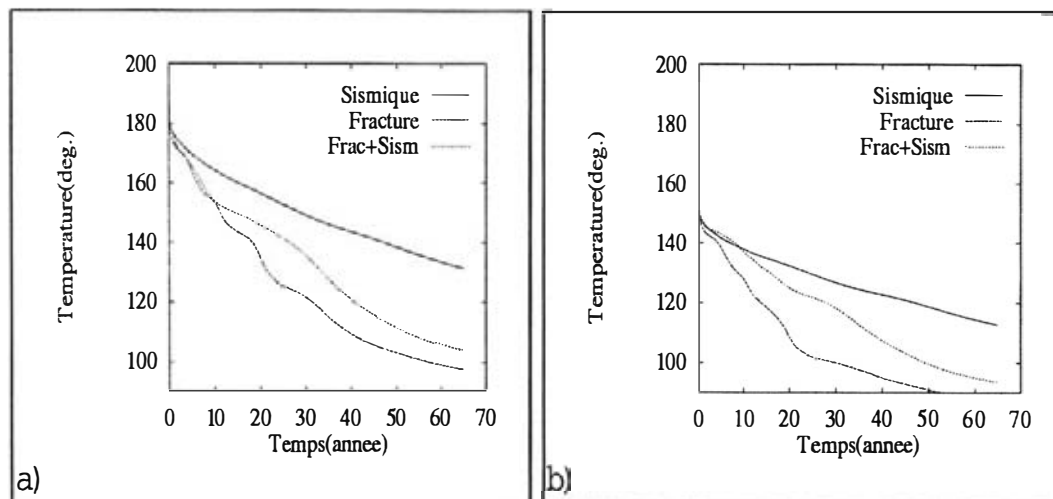 200
180
160
140
120
100
Temperature(deg.)
Sismique
Fracture
Frac+Sism
0 10 20 30 40 50 60 70
Temps(annee)
a)
200
180
160
140
120
100
Temperature(deg.)
Sismique
Fracture
Frac+Sism
0 10 20 30 40 50 60 70
Temps(annee)
b)